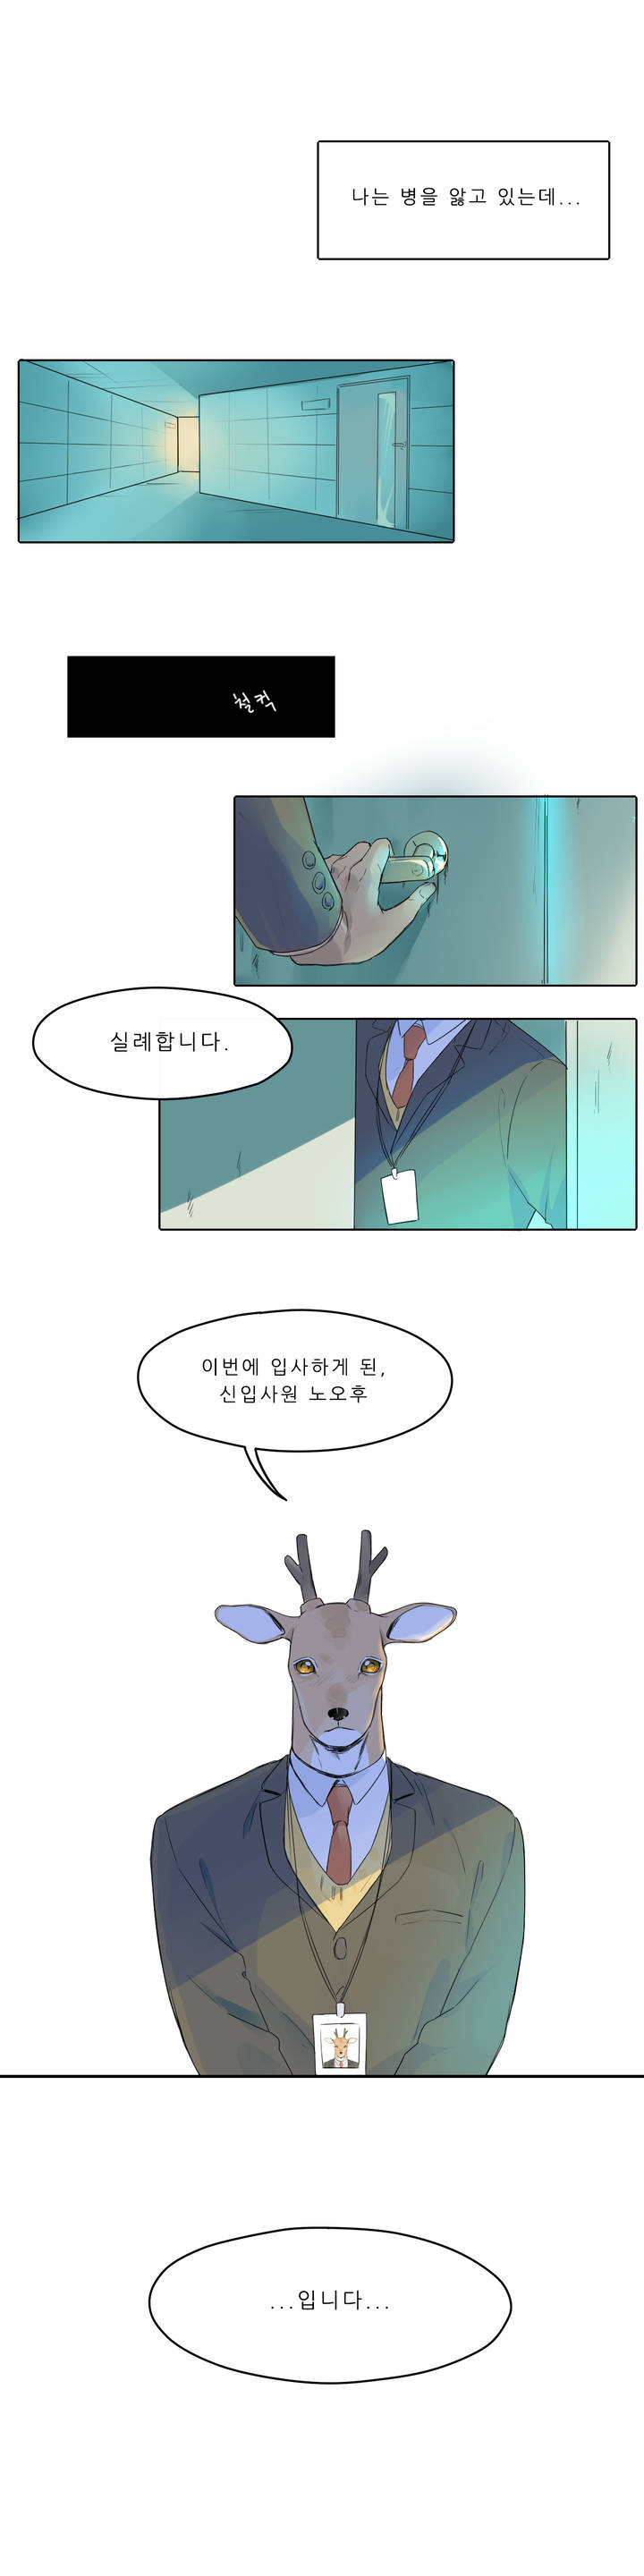 나는 병을 앓고 있는데...
철컥
실례합니다.
이번에 입사하게 된,
신입사원 노오후
...입니다...